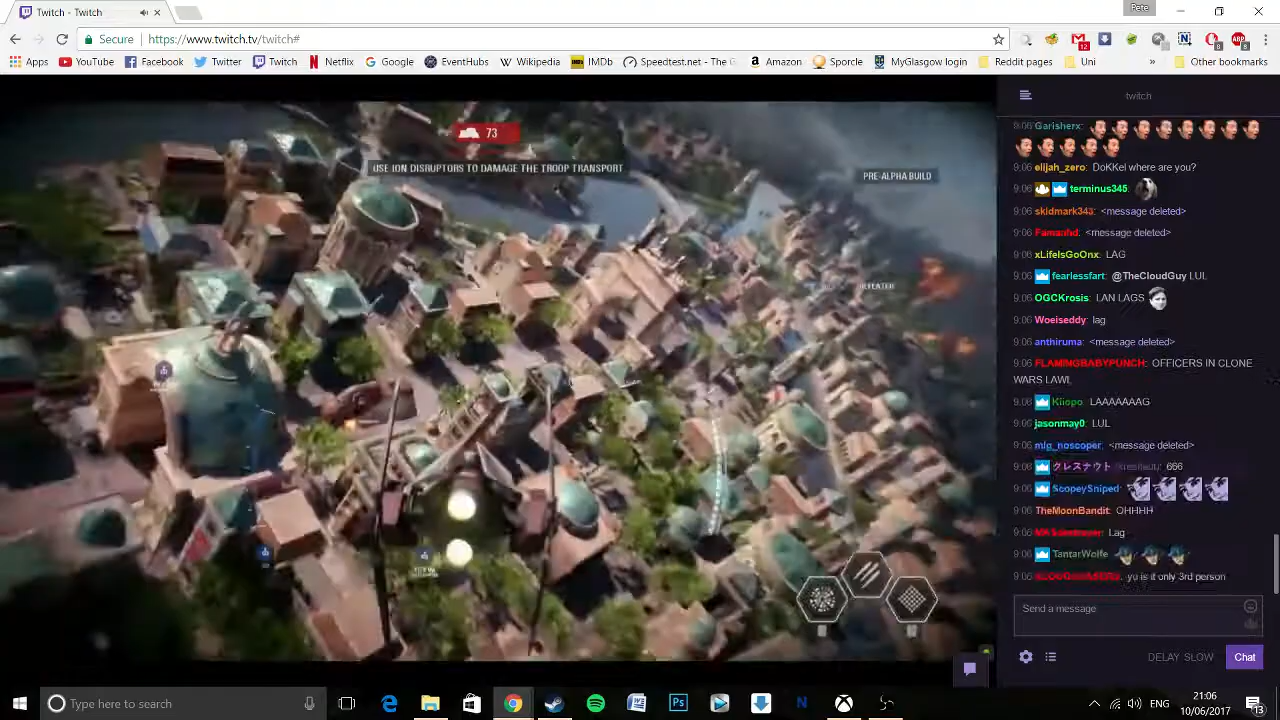 Twitch - Twitch
Pete
Secure
https://www.twitch.tv/twitch#
12
8
8
Apps
YouTube
Facebook
Twitter
Twitch
Netflix
Google
EventHubs
Wikipedia
IMDb
Speedtest.net - The G
Amazon
Sporcle
MyGlasgow login
Reddit pages
Uni
»
Other bookmarks
twitch
73
USE ION DISRUPTORS TO DAMAGE THE TROOP TRANSPORT
PRE-ALPHA BUILD
DEFEATED
9:06 Garisherx:
9:06 elijah_zero: DoKKel where are you?
9:06 terminus345:
9:06 skidmark343: <message deleted>
9:06 Famanhd: <message deleted>
9:06 xLifeIsGoOnx: LAG
9:06 fearlessfart: @TheCloudGuy LUL
9:06 OGCKrosis: LAN LAGS
9:06 Woeiseddy: lag
9:06 anthiruma: <message deleted>
9:06 FLAMINGBABYPUNCH: OFFICERS IN CLONE
WARS LAWL
9:06 Kiiopo: LAAAAAAG
9:06 jasonmay0: LUL
9:06 mlg_noscoper: <message deleted>
9:06 クレスナウト 666
9:06 ScopeySniped:
9:06 TheMoonBandit: OHHHH
9:06 Lag
9:06 TantarWolfe:
9:06 yo is it only 3rd person
Send a message
DELAY SLOW
Chat
Type here to search
ENG
21:06
10/06/2017
13